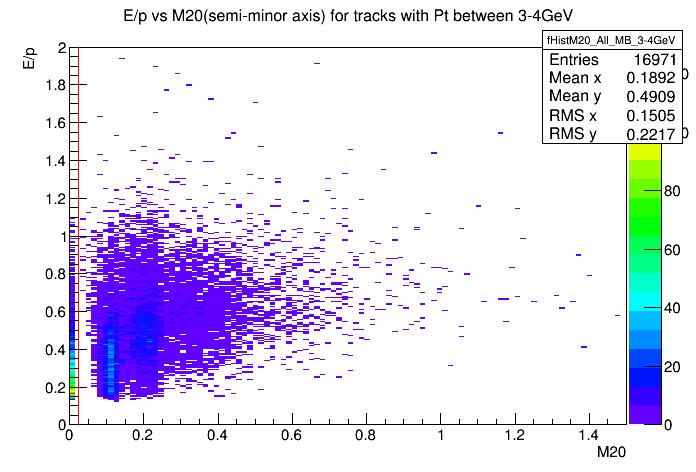 E/p vs M20(semi-minor axis) for tracks with Pt between 3-4GeV
fHistM20_All_MB_3-4GeV
Entries 16971
Mean x 0.1892
Mean y 0.4909
RMS x 0.1505
RMS y 0.2217
E/p
2
1.8
1.6
1.4
1.2
1
0.8
0.6
0.4
0.2
0
0 0.2 0.4 0.6 0.8 1 1.2 1.4
M20
0
0
80
60
40
20
0